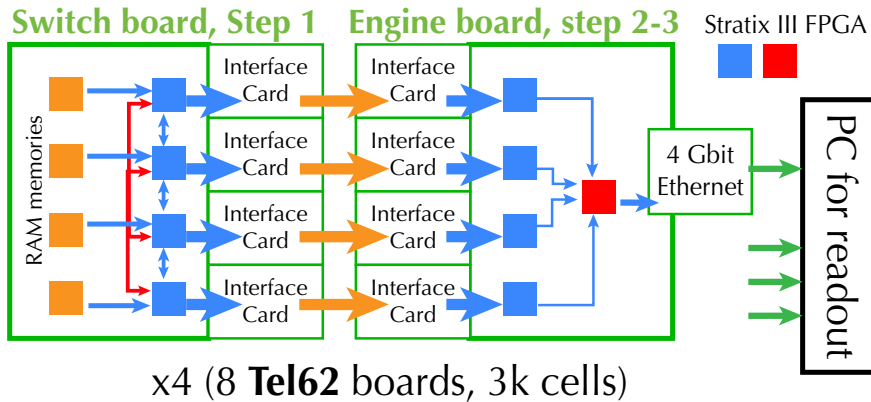 Switch board, Step 1
Engine board, step 2-3
Stratix III FPGA
RAM memories
Interface
Card
Interface
Card
Interface
Card
Interface
Card
Interface
Card
Interface
Card
Interface
Card
Interface
Card
4 Gbit
Ethernet
PC for readout
x4 (8 Tel62 boards, 3k cells)